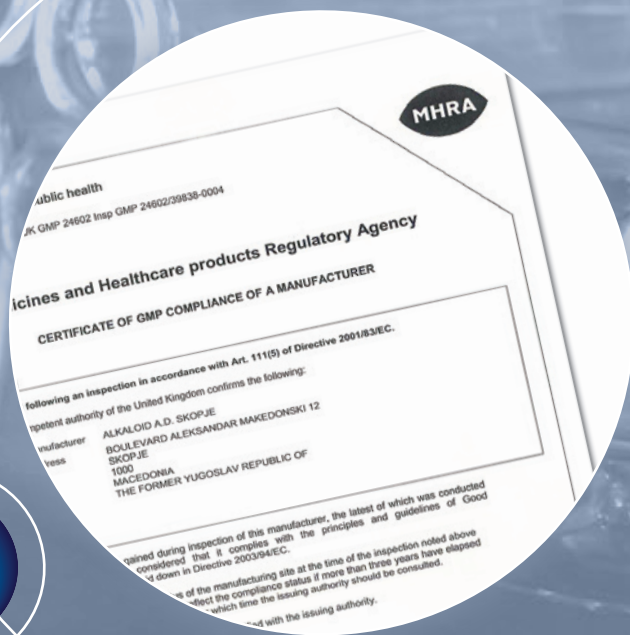 MHRA
ublic health
UK GMP 24602 Insp GMP 24602/39838-0004
icines and Healthcare products Regulatory Agency
CERTIFICATE OF GMP COMPLIANCE OF A MANUFACTURER
following an inspection in accordance with Art. 111(5) of Directive 2001/83/EC.
mpetent authority of the United Kingdom confirms the following:
nufacturer ALKALOID A.D. SKOPJE
ress BOULEVARD ALEKSANDAR MAKEDONSKI 12
SKOPJE
1000
MACEDONIA
THE FORMER YUGOSLAV REPUBLIC OF
gained during inspection of this manufacturer, the latest of which was conducted
considered that it complies with the principles and guidelines of Good
d down in Directive 2003/94/EC.
s of the manufacturing site at the time of the inspection noted above
flect the compliance status if more than three years have elapsed
which time the issuing authority should be consulted.
d with the issuing authority.